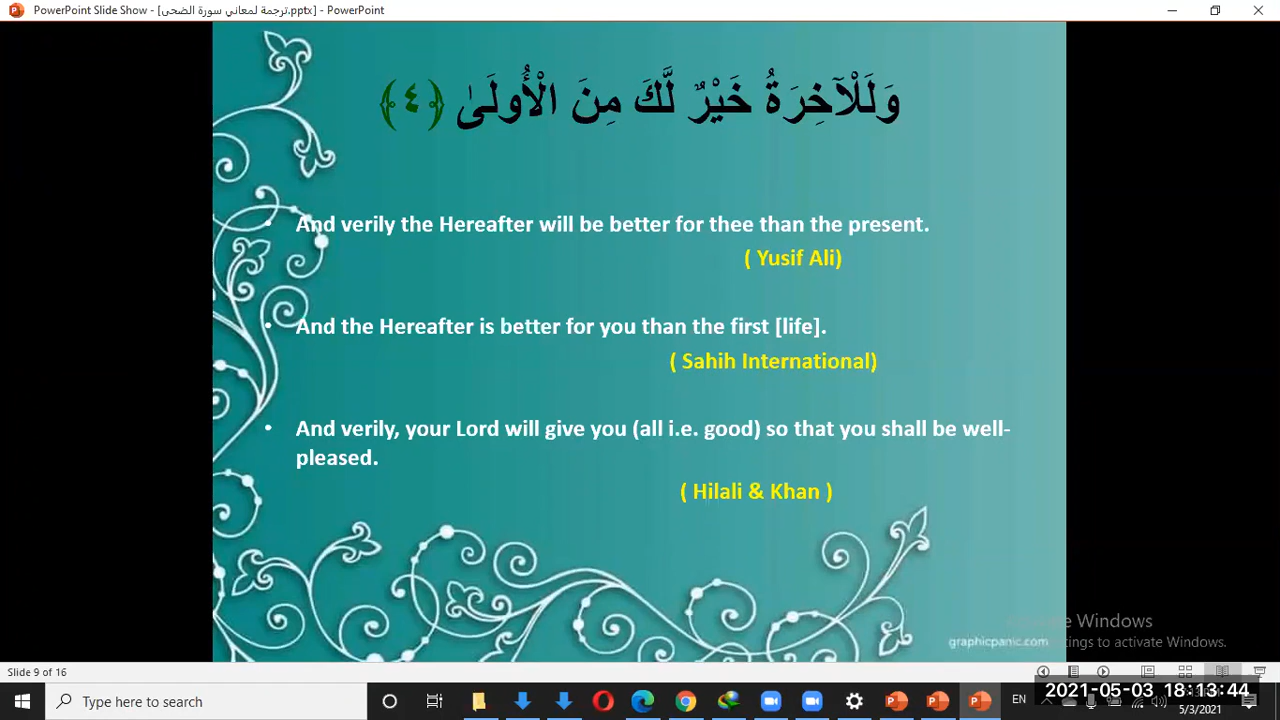 PowerPoint Slide Show - [ترجمة لمعاني سورة الضحى.pptx] - PowerPoint
وَلَلْآخِرَةُ خَيْرٌ لَّكَ مِنَ الْأُولَىٰ ﴿٤﴾
• And verily the Hereafter will be better for thee than the present.
( Yusif Ali)
• And the Hereafter is better for you than the first [life].
( Sahih International)
• And verily, your Lord will give you (all i.e. good) so that you shall be well-
pleased.
( Hilali & Khan )
Windows
to activate Windows.
graphicpanic.com
Slide 9 of 16
Type here to search
EN
2021-05-03 18:13:44
5/3/2021